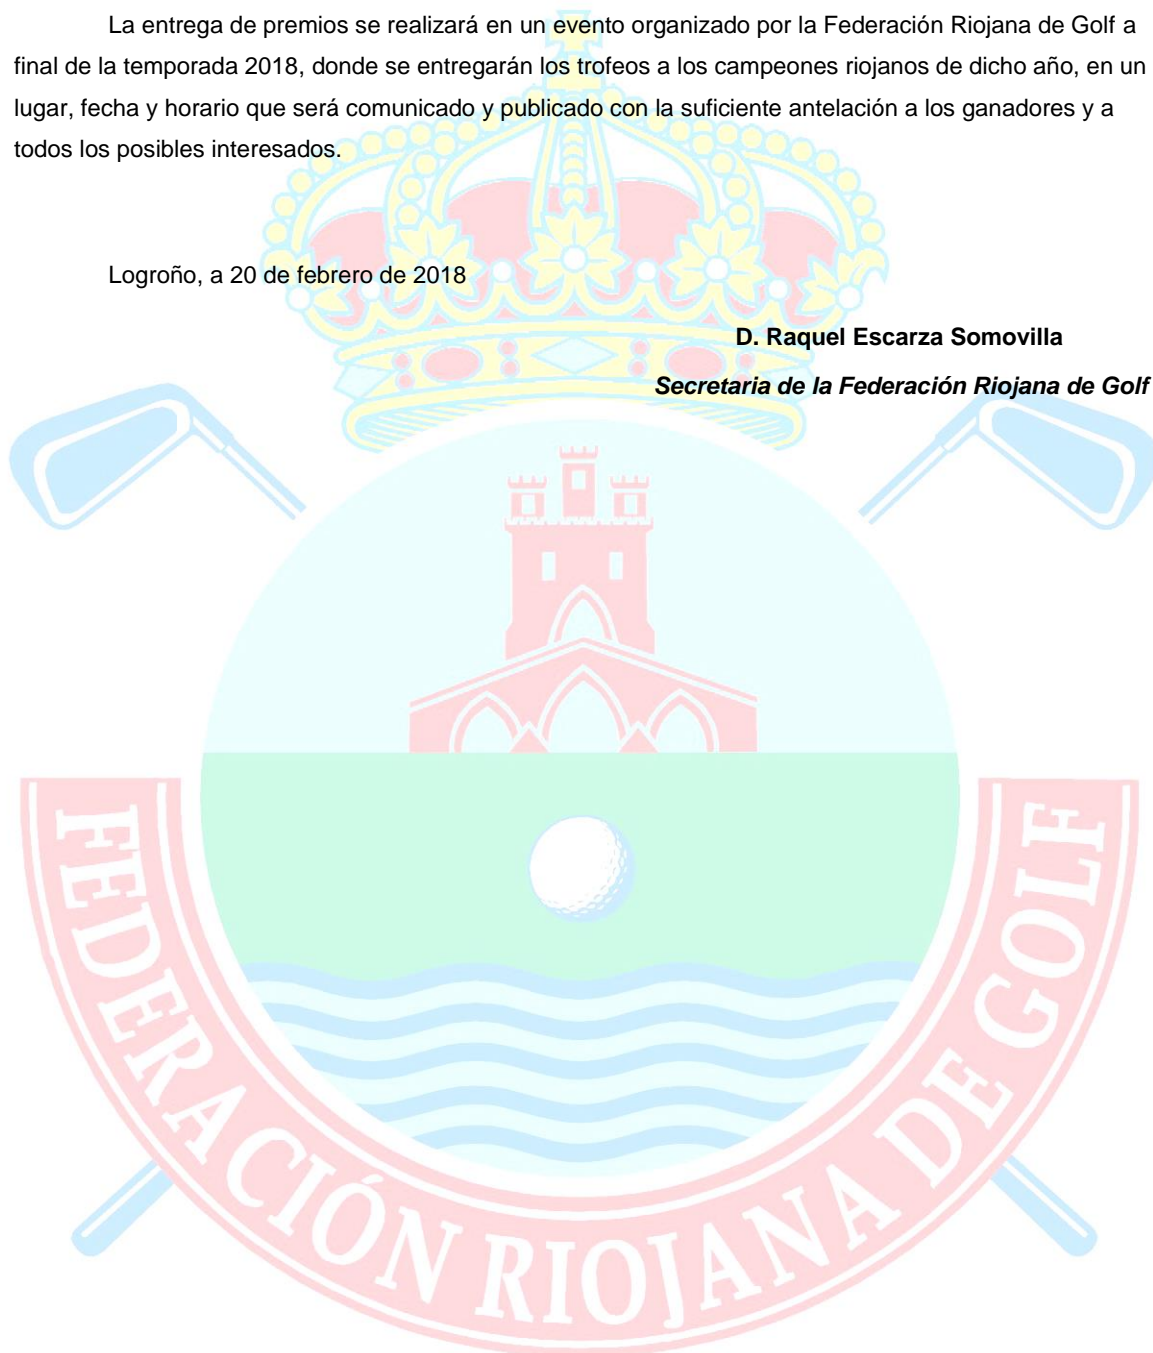 La entrega de premios se realizará en un evento organizado por la Federación Riojana de Golf a
final de la temporada 2018, donde se entregarán los trofeos a los campeones riojanos de dicho año, en un
lugar, fecha y horario que será comunicado y publicado con la suficiente antelación a los ganadores y a
todos los posibles interesados.
Logroño, a 20 de febrero de 2018
D. Raquel Escarza Somovilla
Secretaria de la Federación Riojana de Golf
FEDERACIÓN RIOJANA DE GOLF